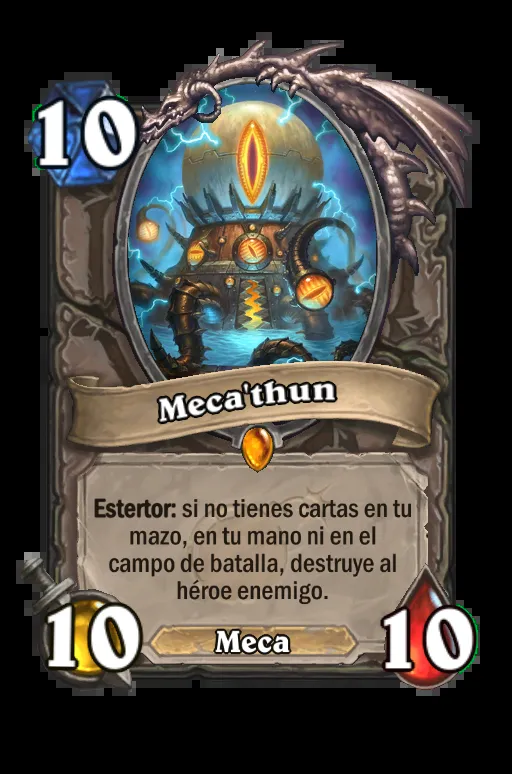 10
Meca'thun
Estertor: si no tienes cartas en tu
mazo, en tu mano ni en el
campo de batalla, destruye al
héroe enemigo.
10
Meca
10